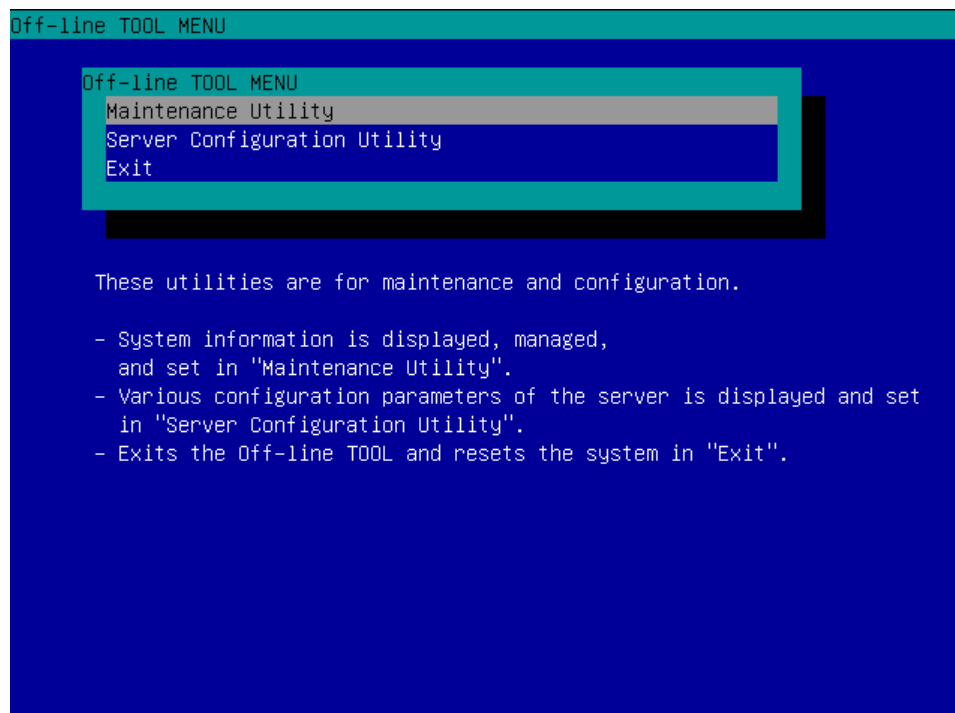 Off-line TOOL MENU
Off-line TOOL MENU
Maintenance Utility
Server Configuration Utility
Exit
These utilities are for maintenance and configuration.
- System information is displayed, managed,
and set in "Maintenance Utility".
- Various configuration parameters of the server is displayed and set
in "Server Configuration Utility".
- Exits the Off-line TOOL and resets the system in "Exit".